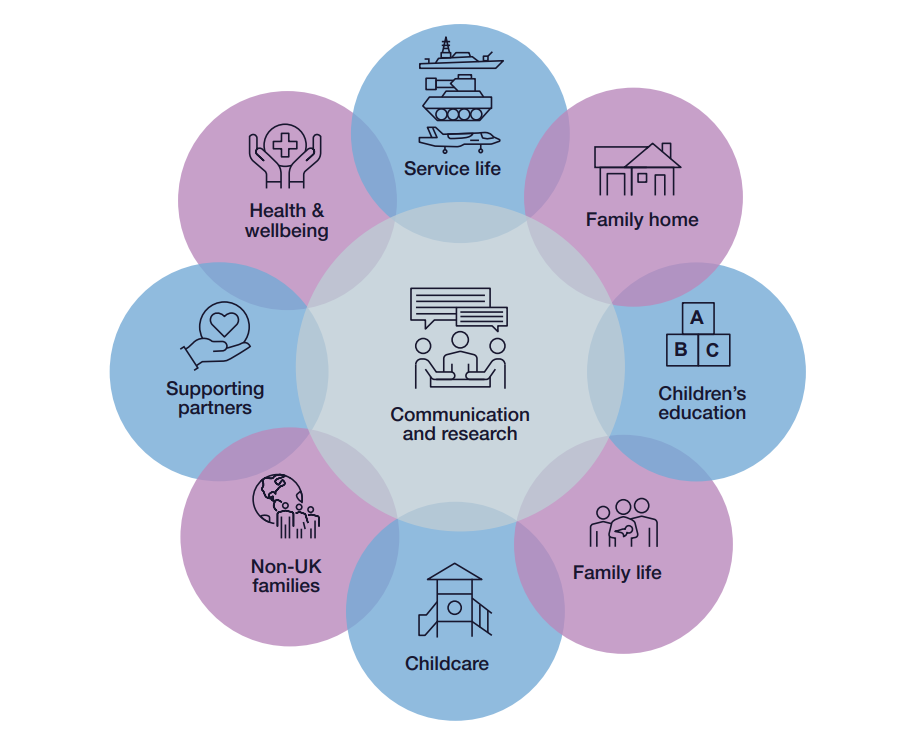 Service life
Health &
wellbeing
Family home
A
B C
Supporting
partners
Children’s
education
Communication
and research
Non-UK
families
Family life
Childcare